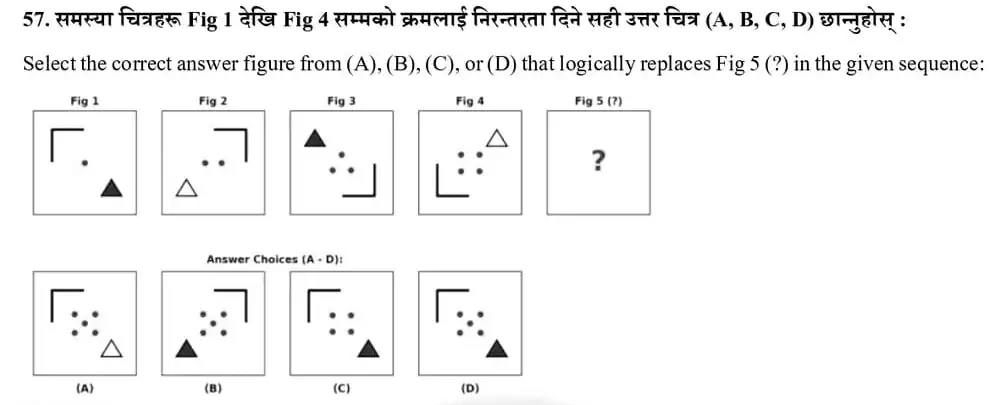 57. समस्या चित्रहरू Fig 1 देखि Fig 4 सम्मको क्रमलाई निरन्तरता दिने सही उत्तर चित्र (A, B, C, D) छान्नुहोस् :
Select the correct answer figure from (A), (B), (C), or (D) that logically replaces Fig 5 (?) in the given sequence:
Fig 1 Fig 2 Fig 3 Fig 4 Fig 5 (?)
?
Answer Choices (A - D):
(A) (B) (C) (D)